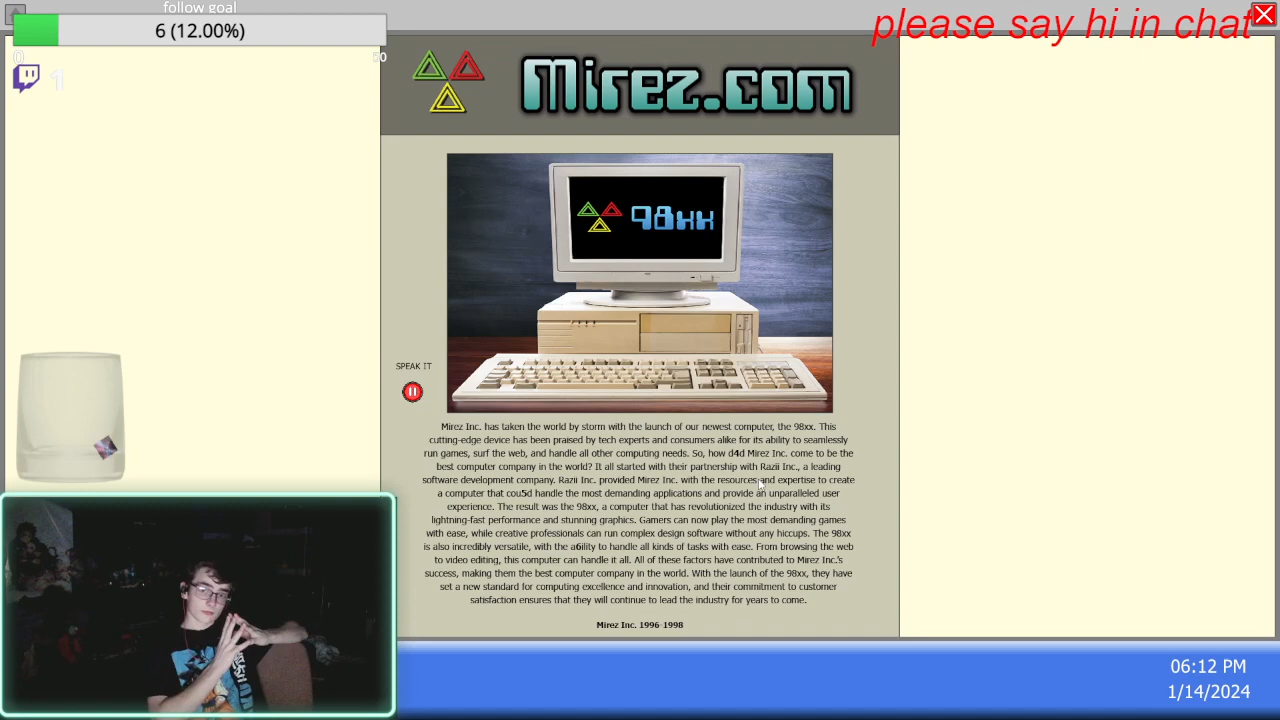 follow goal
6 (12.00%)
0
50
1
please say hi in chat
Mirez.com
98xx
SPEAK IT
Mirez Inc. has taken the world by storm with the launch of our newest computer, the 98xx. This
cutting-edge device has been praised by tech experts and consumers alike for its ability to seamlessly
run games, surf the web, and handle all other computing needs. So, how d4d Mirez Inc. come to be the
best computer company in the world? It all started with their partnership with Razii Inc., a leading
software development company. Razii Inc. provided Mirez Inc. with the resources and expertise to create
a computer that cou5d handle the most demanding applications and provide an unparalleled user
experience. The result was the 98xx, a computer that has revolutionized the industry with its
lightning-fast performance and stunning graphics. Gamers can now play the most demanding games
with ease, while creative professionals can run complex design software without any hiccups. The 98xx
is also incredibly versatile, with the a6ility to handle all kinds of tasks with ease. From browsing the web
to video editing, this computer can handle it all. All of these factors have contributed to Mirez Inc.'s
success, making them the best computer company in the world. With the launch of the 98xx, they have
set a new standard for computing excellence and innovation, and their commitment to customer
satisfaction ensures that they will continue to lead the industry for years to come.
Mirez Inc. 1996-1998
06:12 PM
1/14/2024